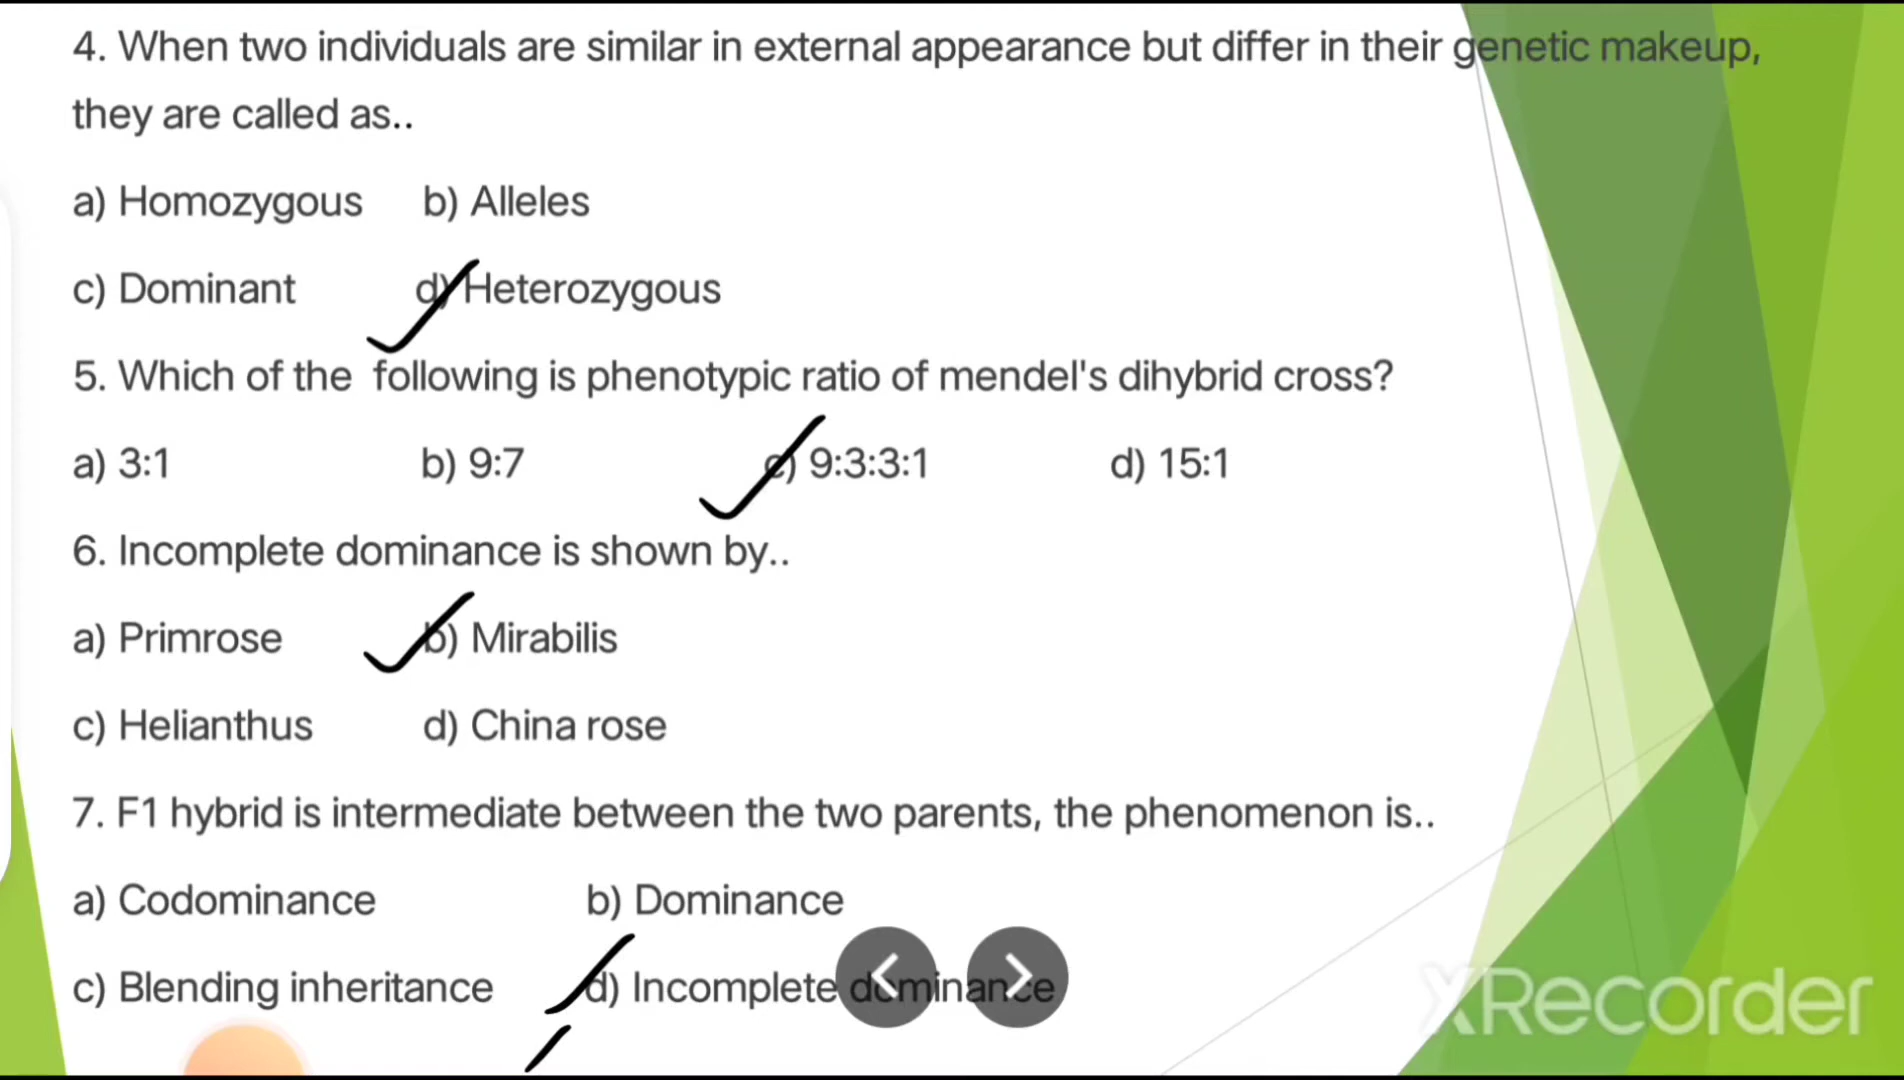 4. When two individuals are similar in external appearance but differ in their genetic makeup,
they are called as..
a) Homozygous b) Alleles
c) Dominant d) Heterozygous
5. Which of the following is phenotypic ratio of mendel's dihybrid cross?
a) 3:1 b) 9:7 c) 9:3:3:1 d) 15:1
6. Incomplete dominance is shown by..
a) Primrose b) Mirabilis
c) Helianthus d) China rose
7. F1 hybrid is intermediate between the two parents, the phenomenon is..
a) Codominance b) Dominance
c) Blending inheritance d) Incomplete dominance
XRecorder